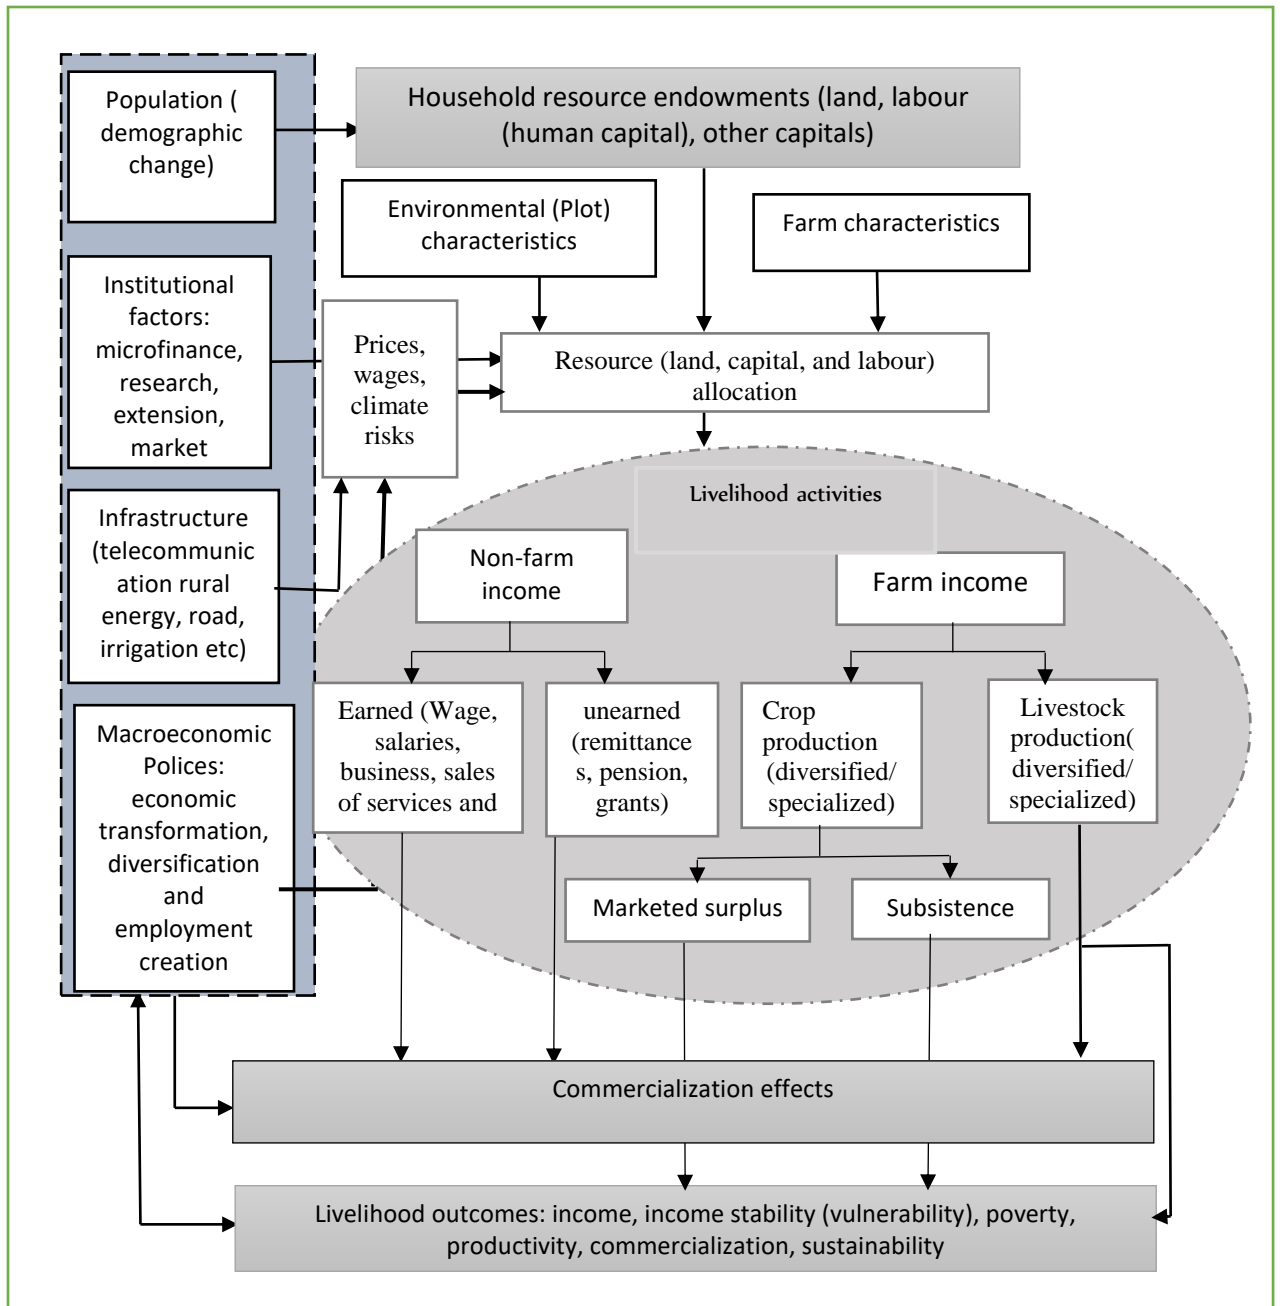 Population (
demographic
change)
Household resource endowments (land, labour
(human capital), other capitals)
Environmental (Plot)
characteristics
Farm characteristics
Institutional
factors:
microfinance,
research,
extension,
market
Prices,
wages,
climate
risks
Resource (land, capital, and labour)
allocation
Livelihood activities
Infrastructure
(telecommunic
ation rural
energy, road,
irrigation etc)
Non-farm
income
Farm income
Macroeconomic
Polices:
economic
transformation,
diversification
and
employment
creation
Earned (Wage,
salaries,
business, sales
of services and
unearned
(remittance
s, pension,
grants)
Crop
production
(diversified/
specialized)
Livestock
production(
diversified/
specialized)
Marketed surplus
Subsistence
Commercialization effects
Livelihood outcomes: income, income stability (vulnerability), poverty,
productivity, commercialization, sustainability